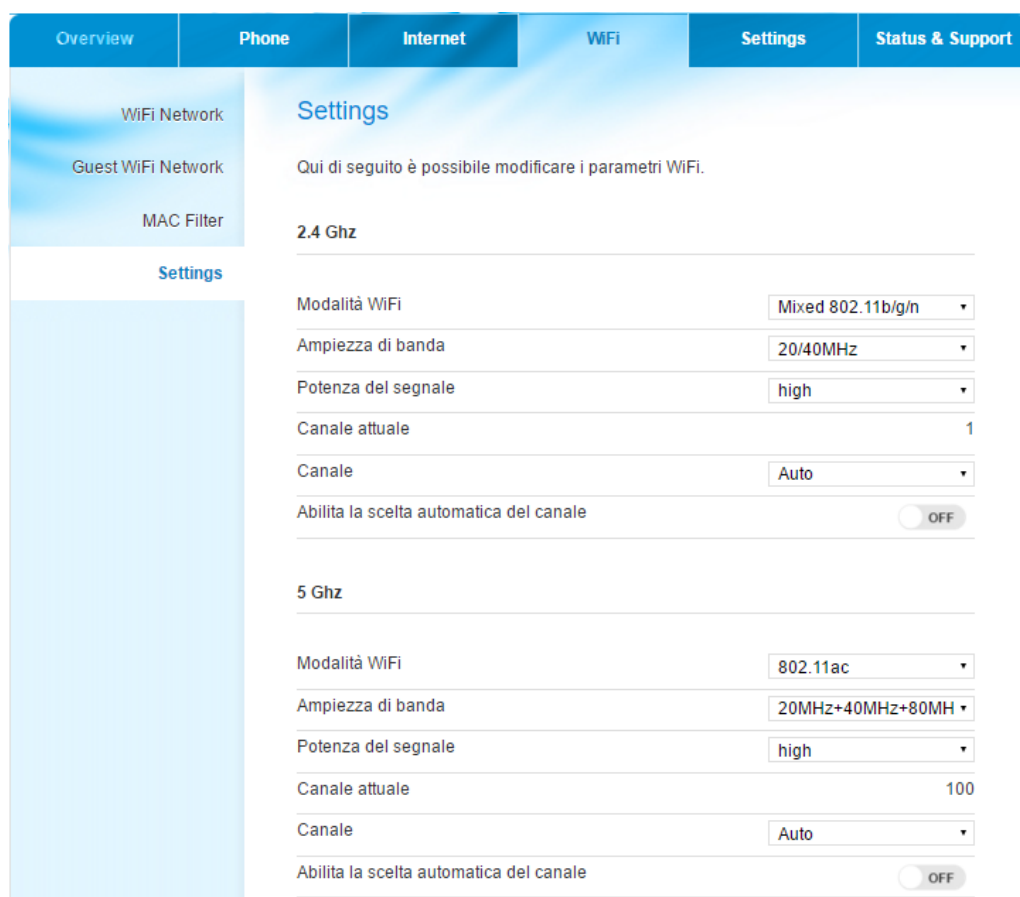 Overview Phone Internet WiFi Settings Status & Support
WiFi Network
Guest WiFi Network
MAC Filter
Settings
Settings
Qui di seguito è possibile modificare i parametri WiFi.
2.4 Ghz
Modalità WiFi Mixed 802.11b/g/n
Ampiezza di banda 20/40MHz
Potenza del segnale high
Canale attuale 1
Canale Auto
Abilita la scelta automatica del canale OFF
5 Ghz
Modalità WiFi 802.11ac
Ampiezza di banda 20MHz+40MHz+80MH
Potenza del segnale high
Canale attuale 100
Canale Auto
Abilita la scelta automatica del canale OFF